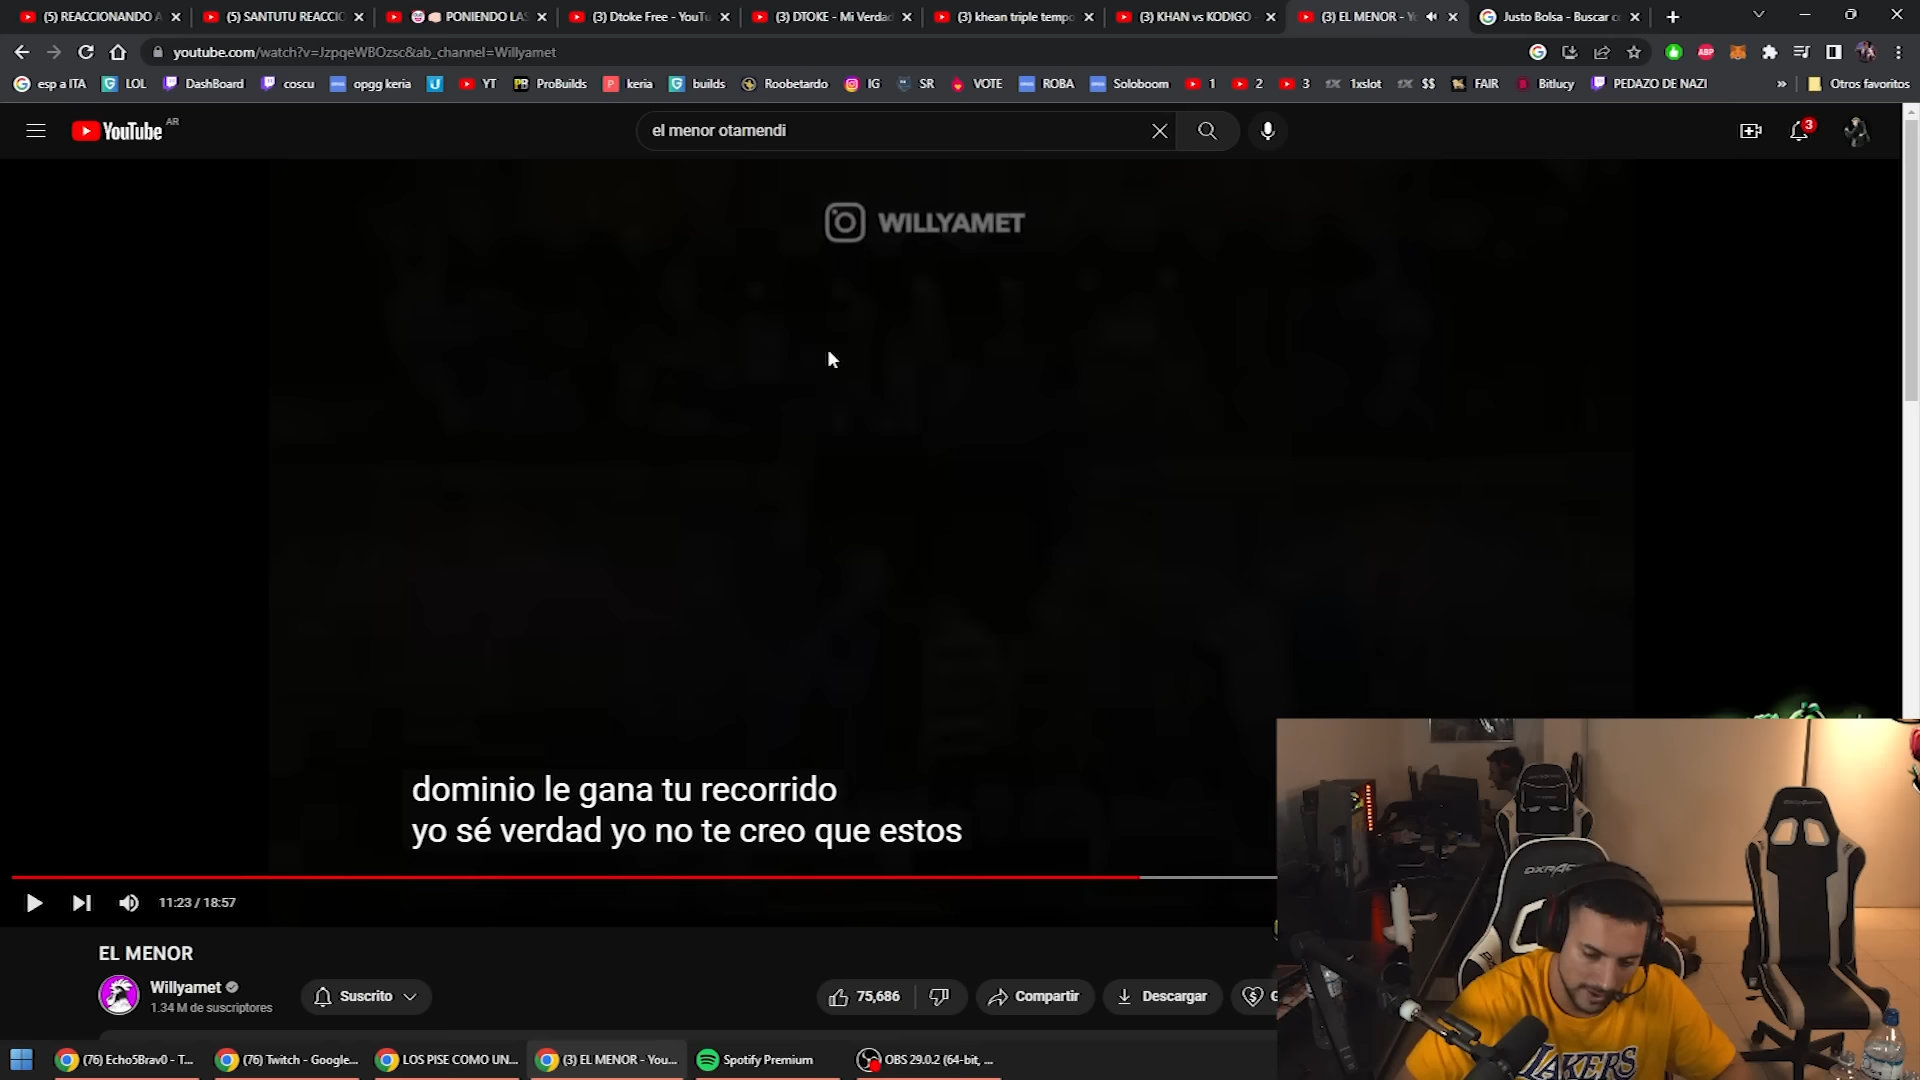 (5) REACCIONANDO A
(5) SANTUTU REACCIO
PONIENDO LAS
(3) Dtoke Free - YouTu
(3) DTOKE - Mi Verdad
(3) khean triple tempo
(3) KHAN vs KODIGO
(3) EL MENOR - Y
Justo Bolsa - Buscar c
youtube.com/watch?v=JzpqeWBOzsc&ab_channel=Willyamet
ABP
esp a ITA
LOL
DashBoard
coscu
opgg keria
YT
ProBuilds
keria
builds
Roobetardo
IG
SR
VOTE
ROBA
Soloboom
1
2
3
1xslot
$$
FAIR
Bitlucy
PEDAZO DE NAZI
»
Otros favoritos
YouTube AR
el menor otamendi
3
WILLYAMET
dominio le gana tu recorrido
yo sé verdad yo no te creo que estos
11:23 / 18:57
EL MENOR
Willyamet
1.34 M de suscriptores
Suscrito
75,686
Compartir
Descargar
G
DXRA
LAKERS
(76) Echo5Brav0 - T...
(76) Twitch - Google...
LOS PISE COMO UN...
(3) EL MENOR - You...
Spotify Premium
OBS 29.0.2 (64-bit, ...